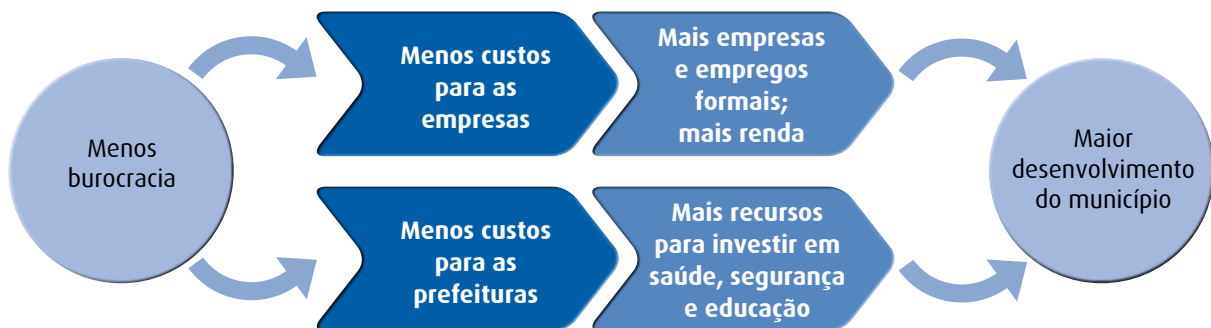 Menos
burocracia
Menos custos
para as
empresas
Mais empresas
e empregos
formais;
mais renda
Menos custos
para as
prefeituras
Mais recursos
para investir em
saúde, segurança
e educação
Maior
desenvolvimento
do município